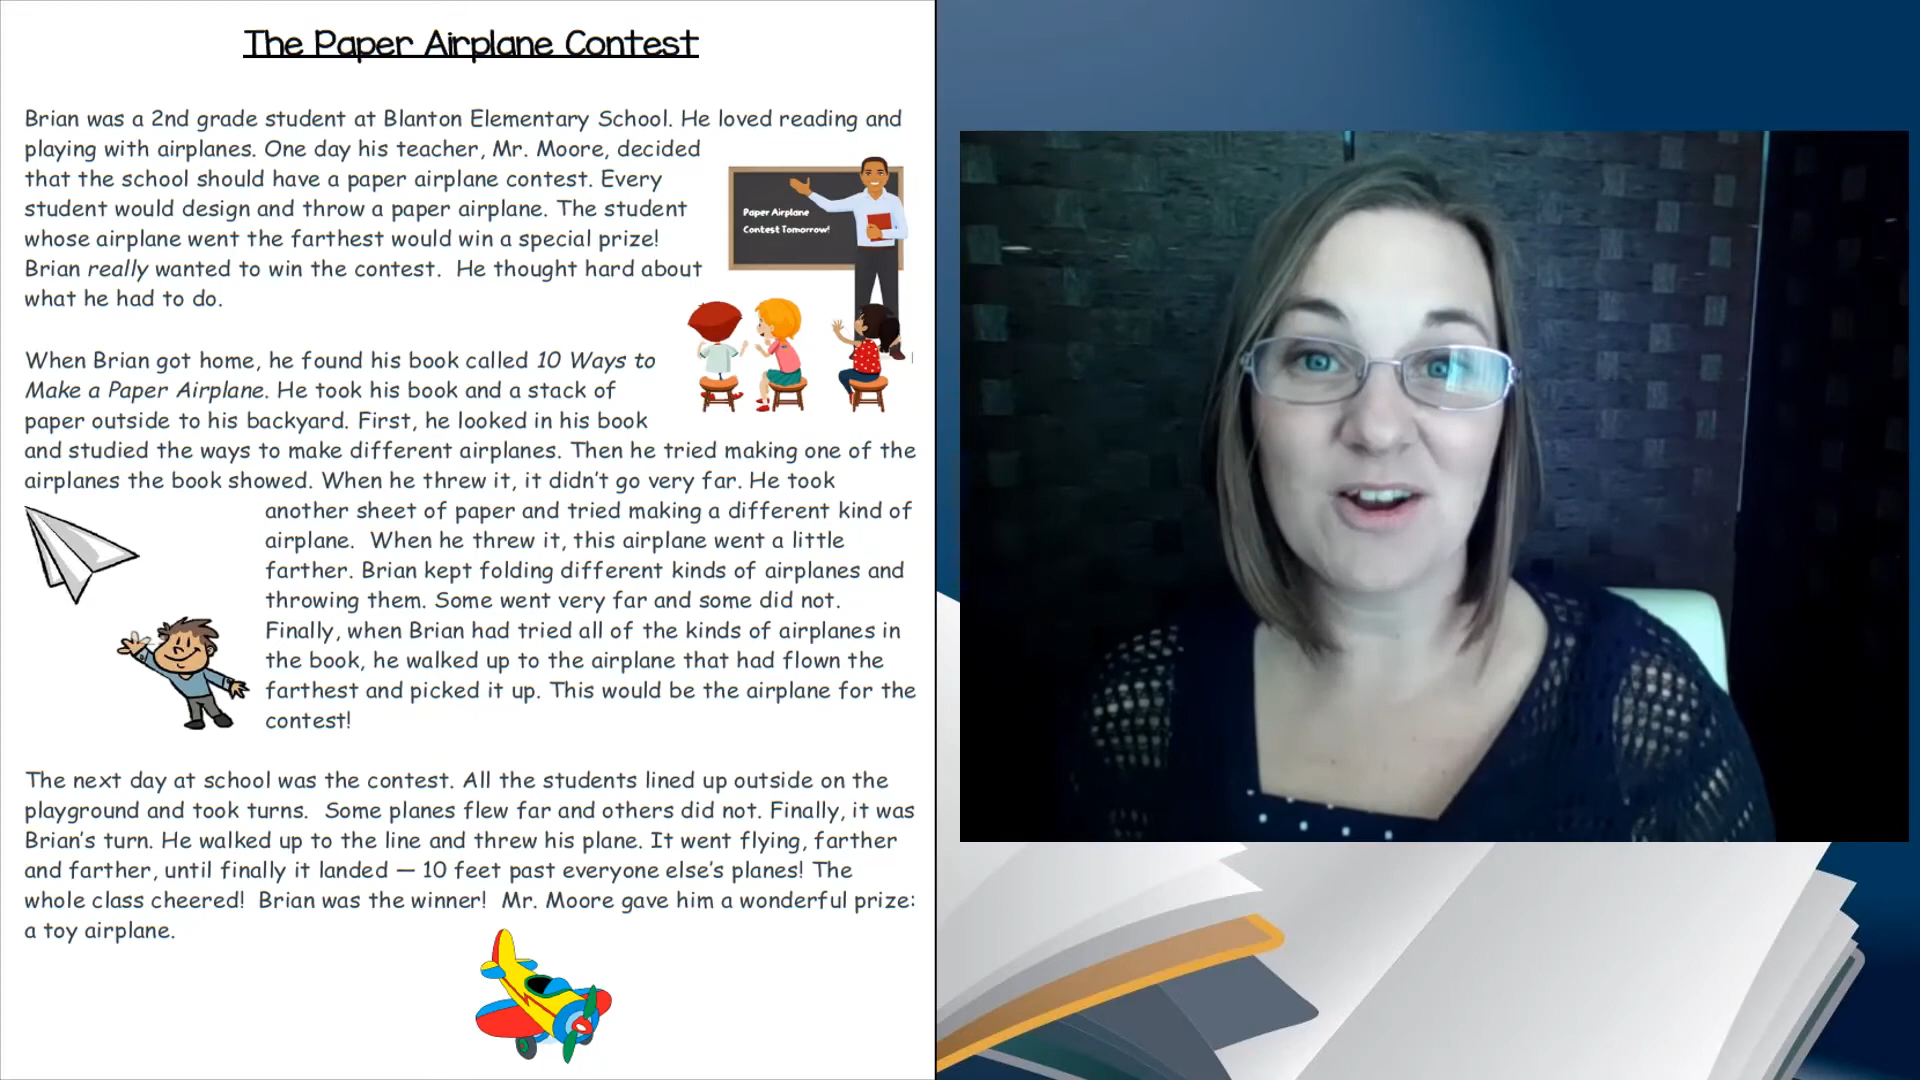 The Paper Airplane Contest
Brian was a 2nd grade student at Blanton Elementary School. He loved reading and
playing with airplanes. One day his teacher, Mr. Moore, decided
that the school should have a paper airplane contest. Every
student would design and throw a paper airplane. The student
whose airplane went the farthest would win a special prize!
Brian really wanted to win the contest.  He thought hard about
what he had to do.
Paper Airplane
Contest Tomorrow!
When Brian got home, he found his book called 10 Ways to
Make a Paper Airplane. He took his book and a stack of
paper outside to his backyard. First, he looked in his book
and studied the ways to make different airplanes. Then he tried making one of the
airplanes the book showed. When he threw it, it didn't go very far. He took
another sheet of paper and tried making a different kind of
airplane.  When he threw it, this airplane went a little
farther. Brian kept folding different kinds of airplanes and
throwing them. Some went very far and some did not.
Finally, when Brian had tried all of the kinds of airplanes in
the book, he walked up to the airplane that had flown the
farthest and picked it up. This would be the airplane for the
contest!
The next day at school was the contest. All the students lined up outside on the
playground and took turns.  Some planes flew far and others did not. Finally, it was
Brian's turn. He walked up to the line and threw his plane. It went flying, farther
and farther, until finally it landed — 10 feet past everyone else's planes! The
whole class cheered!  Brian was the winner!  Mr. Moore gave him a wonderful prize:
a toy airplane.